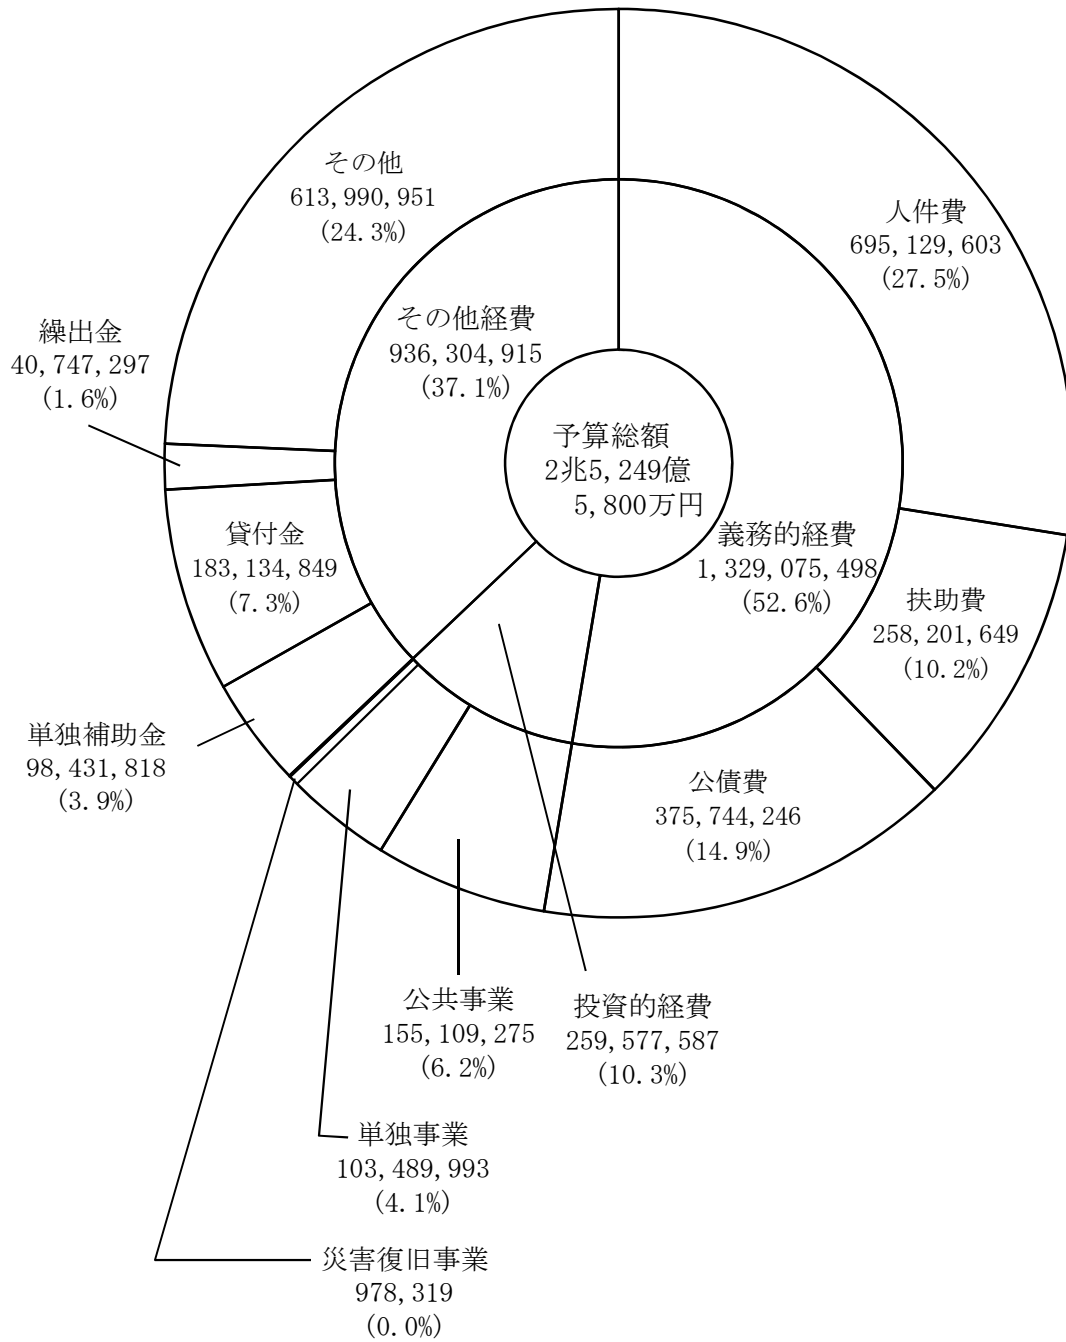 その他
613,990,951
(24.3%)
人件費
695,129,603
(27.5%)
その他経費
936,304,915
(37.1%)
繰出金
40,747,297
(1.6%)
予算総額
2兆5,249億
5,800万円
貸付金
183,134,849
(7.3%)
義務的経費
1,329,075,498
(52.6%)
扶助費
258,201,649
(10.2%)
単独補助金
98,431,818
(3.9%)
公債費
375,744,246
(14.9%)
公共事業
155,109,275
(6.2%)
投資的経費
259,577,587
(10.3%)
単独事業
103,489,993
(4.1%)
災害復旧事業
978,319
(0.0%)